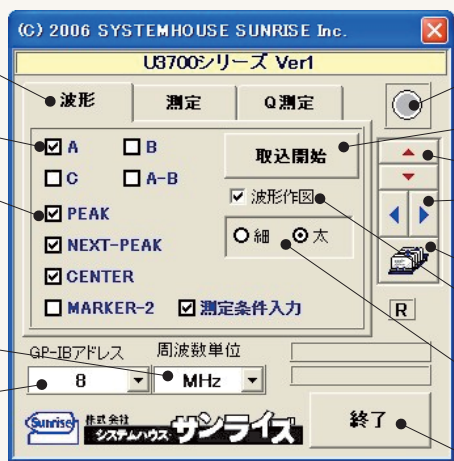 (C) 2006 SYSTEMHOUSE SUNRISE Inc.
U3700シリーズ Ver1
波形 測定 Q測定
A B
C A-B
PEAK
NEXT-PEAK
CENTER
MARKER-2 測定条件入力
取込開始
波形作図
細 太
R
GP-IBアドレス 周波数単位
8 MHz
Sunrise 株式会社 システムハウス サンライズ
終了